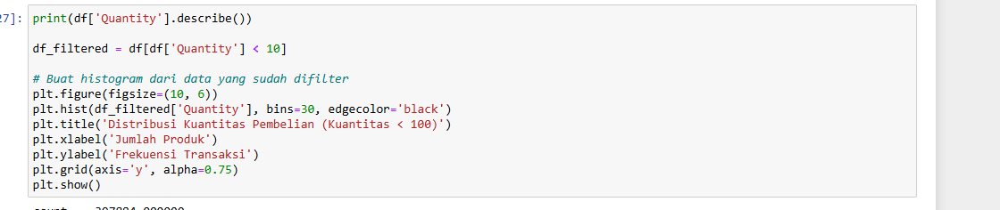 27]:
print(df['Quantity'].describe())
df_filtered = df[df['Quantity'] < 10]
# Buat histogram dari data yang sudah difilter
plt.figure(figsize=(10, 6))
plt.hist(df_filtered['Quantity'], bins=30, edgecolor='black')
plt.title('Distribusi Kuantitas Pembelian (Kuantitas < 100)')
plt.xlabel('Jumlah Produk')
plt.ylabel('Frekuensi Transaksi')
plt.grid(axis='y', alpha=0.75)
plt.show()